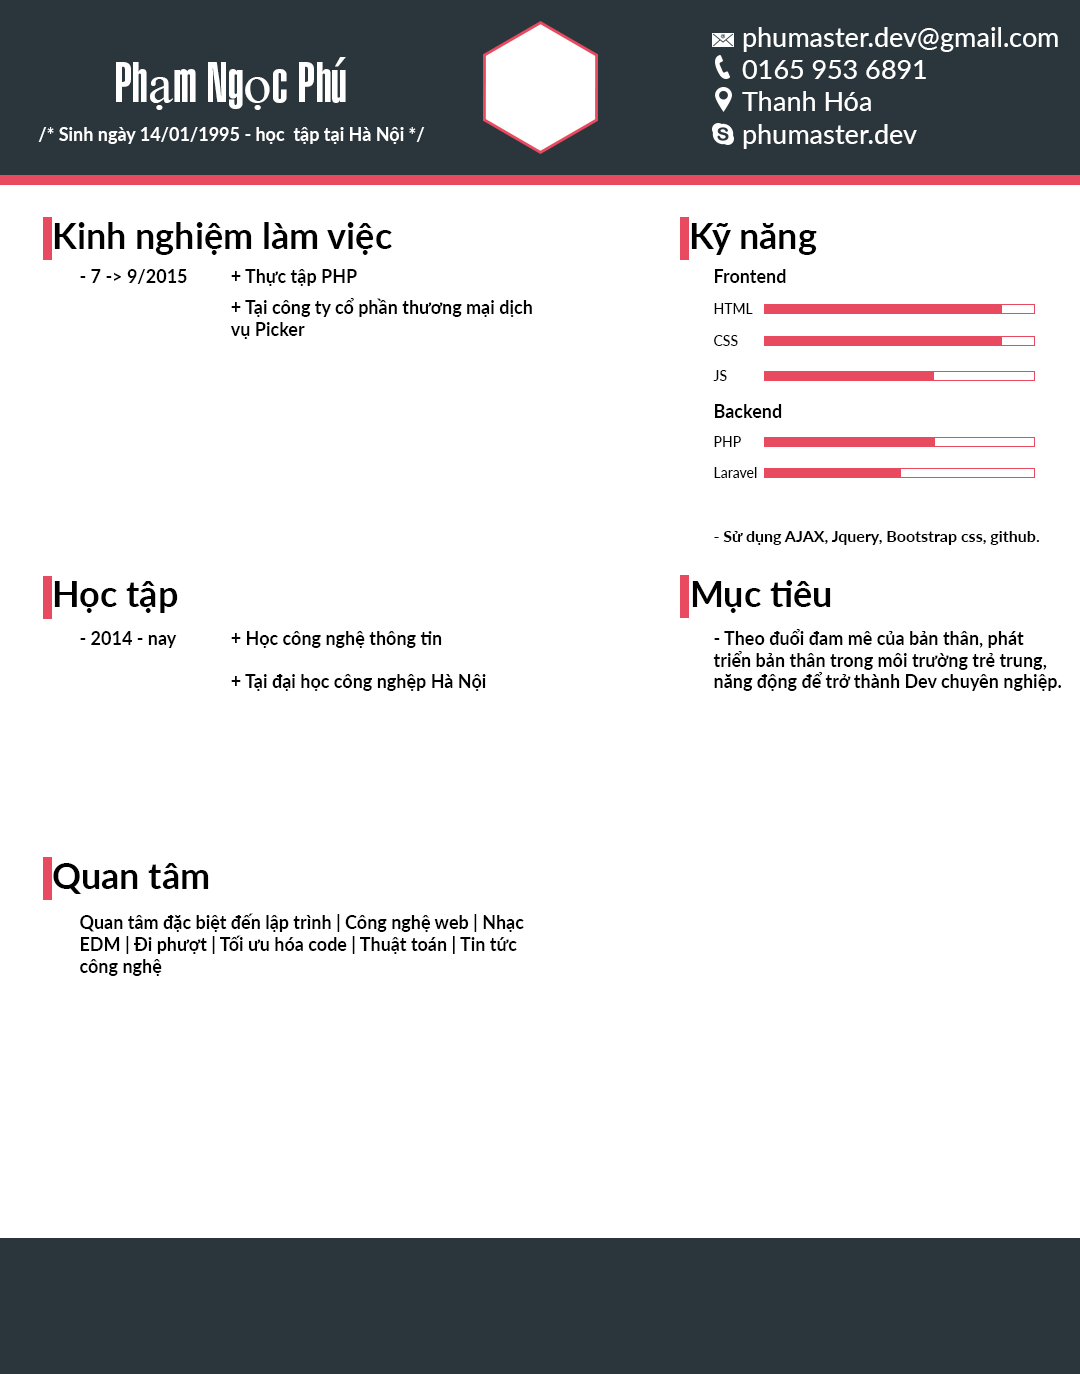 Phạm Ngọc Phú
/* Sinh ngày 14/01/1995 - học  tập tại Hà Nội */
phumaster.dev@gmail.com
0165 953 6891
Thanh Hóa
phumaster.dev
Kinh nghiệm làm việc
- 7 -> 9/2015
+ Thực tập PHP
+ Tại công ty cổ phần thương mại dịch
vụ Picker
Kỹ năng
Frontend
HTML
CSS
JS
Backend
PHP
Laravel
- Sử dụng AJAX, Jquery, Bootstrap css, github.
Học tập
- 2014 - nay
+ Học công nghệ thông tin
+ Tại đại học công nghệp Hà Nội
Mục tiêu
- Theo đuổi đam mê của bản thân, phát
triển bản thân trong môi trường trẻ trung,
năng động để trở thành Dev chuyên nghiệp.
Quan tâm
Quan tâm đặc biệt đến lập trình | Công nghệ web | Nhạc
EDM | Đi phượt | Tối ưu hóa code | Thuật toán | Tin tức
công nghệ